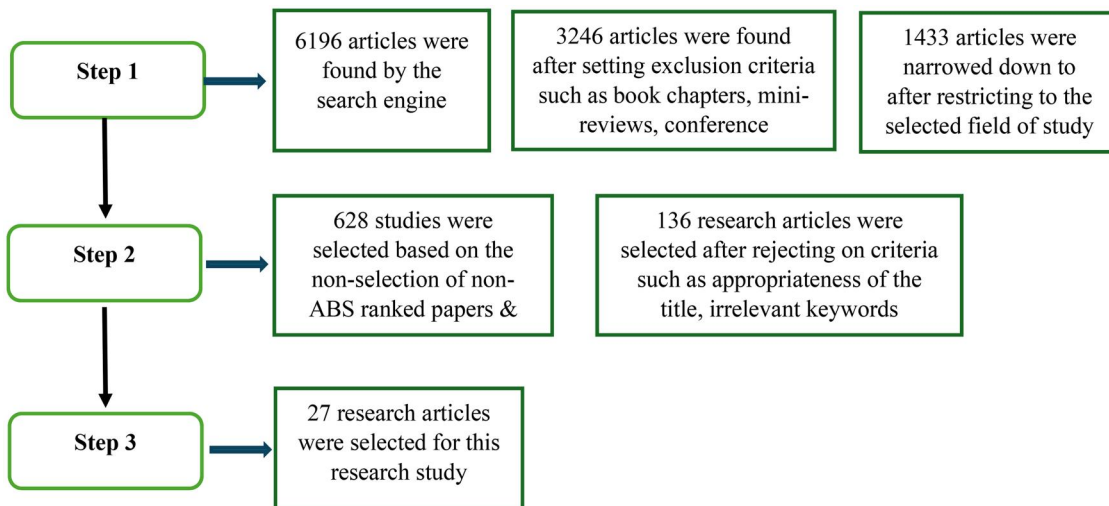 Step 1
6196 articles were
found by the
search engine
3246 articles were found
after setting exclusion criteria
such as book chapters, mini-
reviews, conference
1433 articles were
narrowed down to
after restricting to the
selected field of study
Step 2
628 studies were
selected based on the
non-selection of non-
ABS ranked papers &
136 research articles were
selected after rejecting on criteria
such as appropriateness of the
title, irrelevant keywords
Step 3
27 research articles
were selected for this
research study